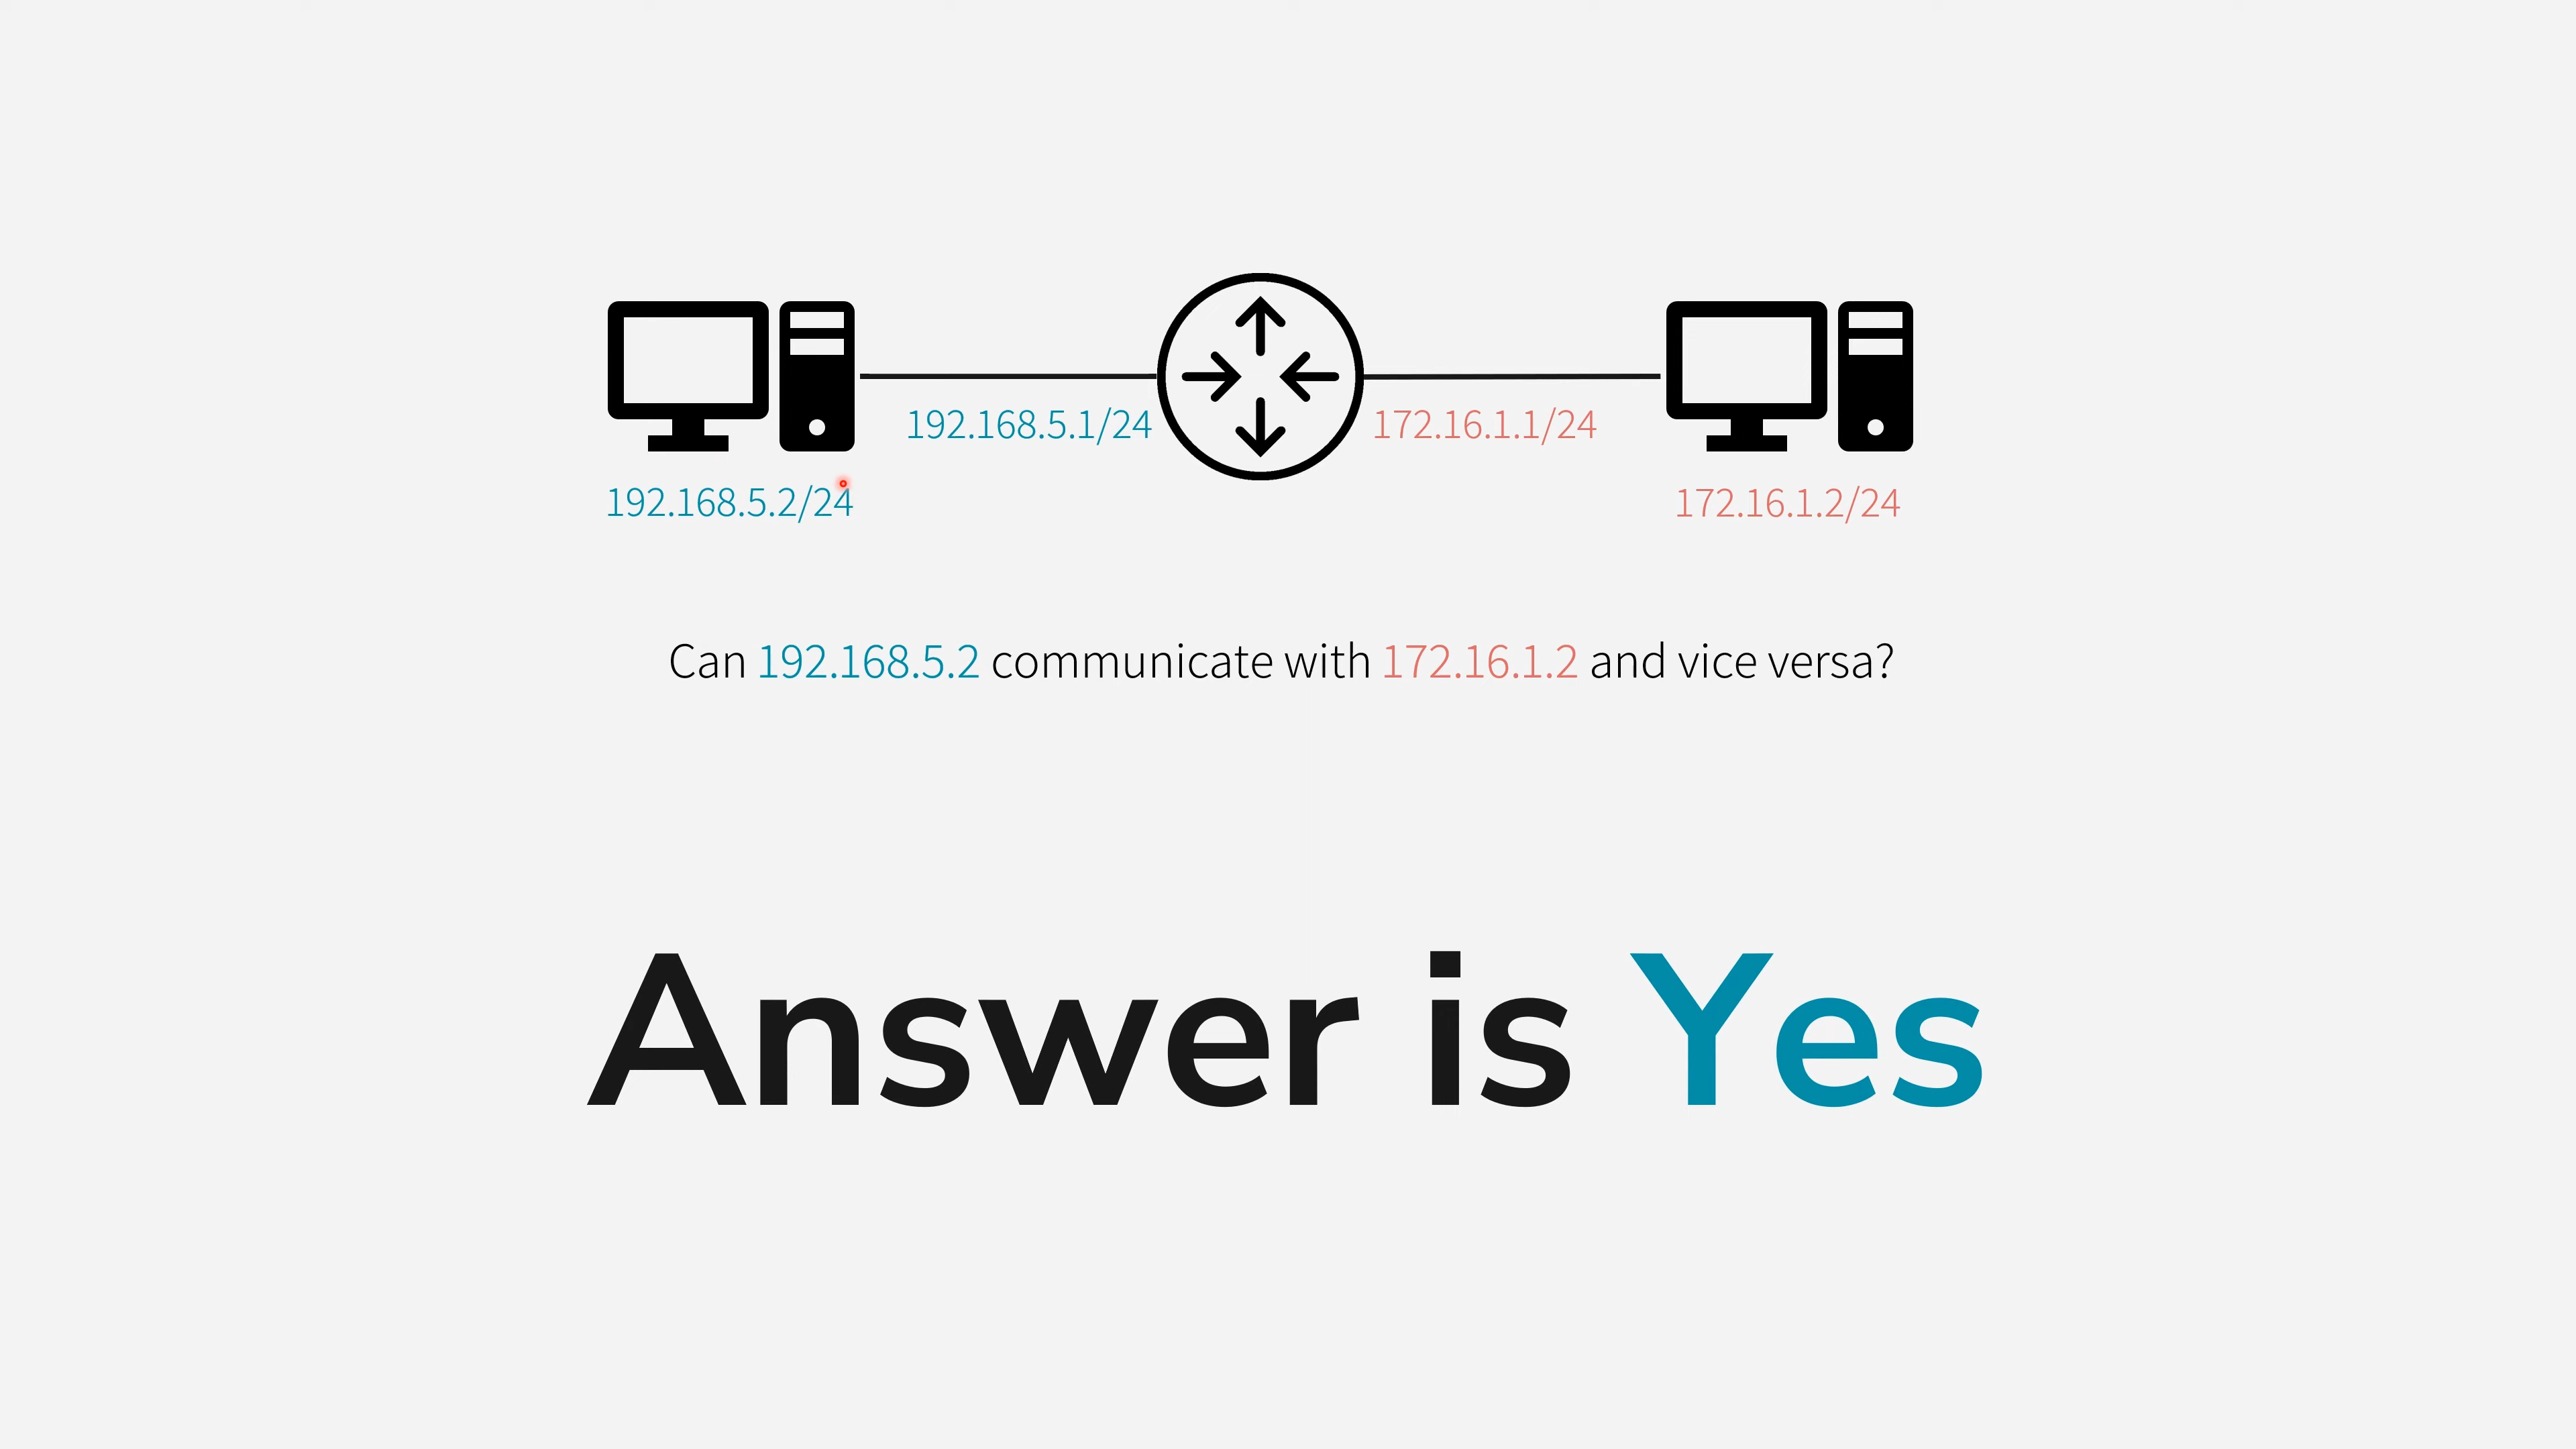 192.168.5.1/24
172.16.1.1/24
192.168.5.2/24
172.16.1.2/24
Can 192.168.5.2 communicate with 172.16.1.2 and vice versa?
Answer is Yes